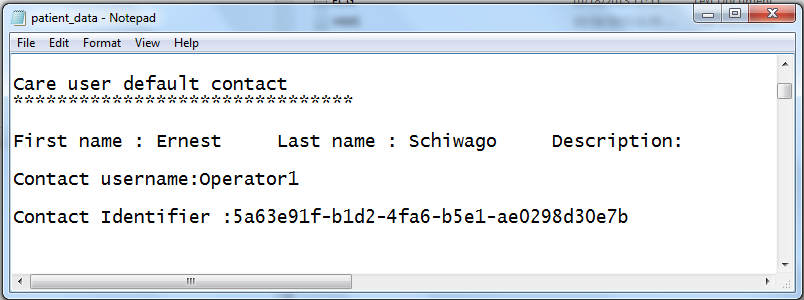 patient_data - Notepad
File Edit Format View Help
Care user default contact
*******************************
First name : Ernest Last name : Schiwago Description:
Contact username:Operator1
Contact Identifier :5a63e91f-b1d2-4fa6-b5e1-ae0298d30e7b